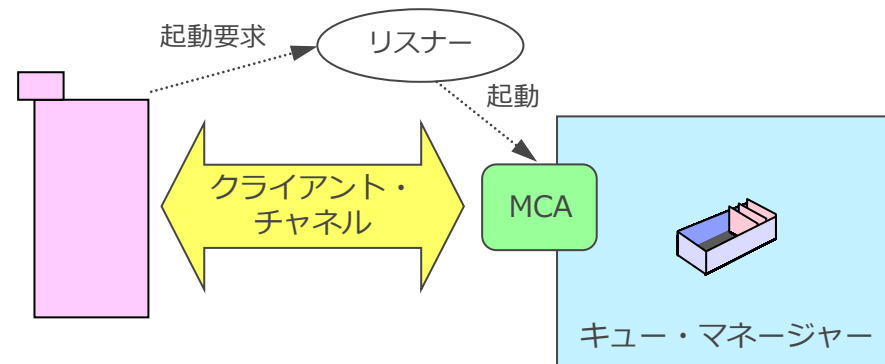 起動要求
リスナー
起動
クライアント・
チャネル
MCA
キュー・マネージャー